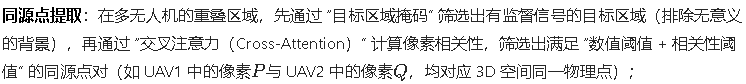 同源点提取：在多无人机的重叠区域，先通过 “目标区域掩码” 筛选出有监督信号的目标区域（排除无意义
的背景），再通过 “交叉注意力（Cross-Attention）” 计算像素相关性，筛选出满足 “数值阈值 + 相关性阈
值” 的同源点对（如 UAV1 中的像素P与 UAV2 中的像素Q，均对应 3D 空间同一物理点）；